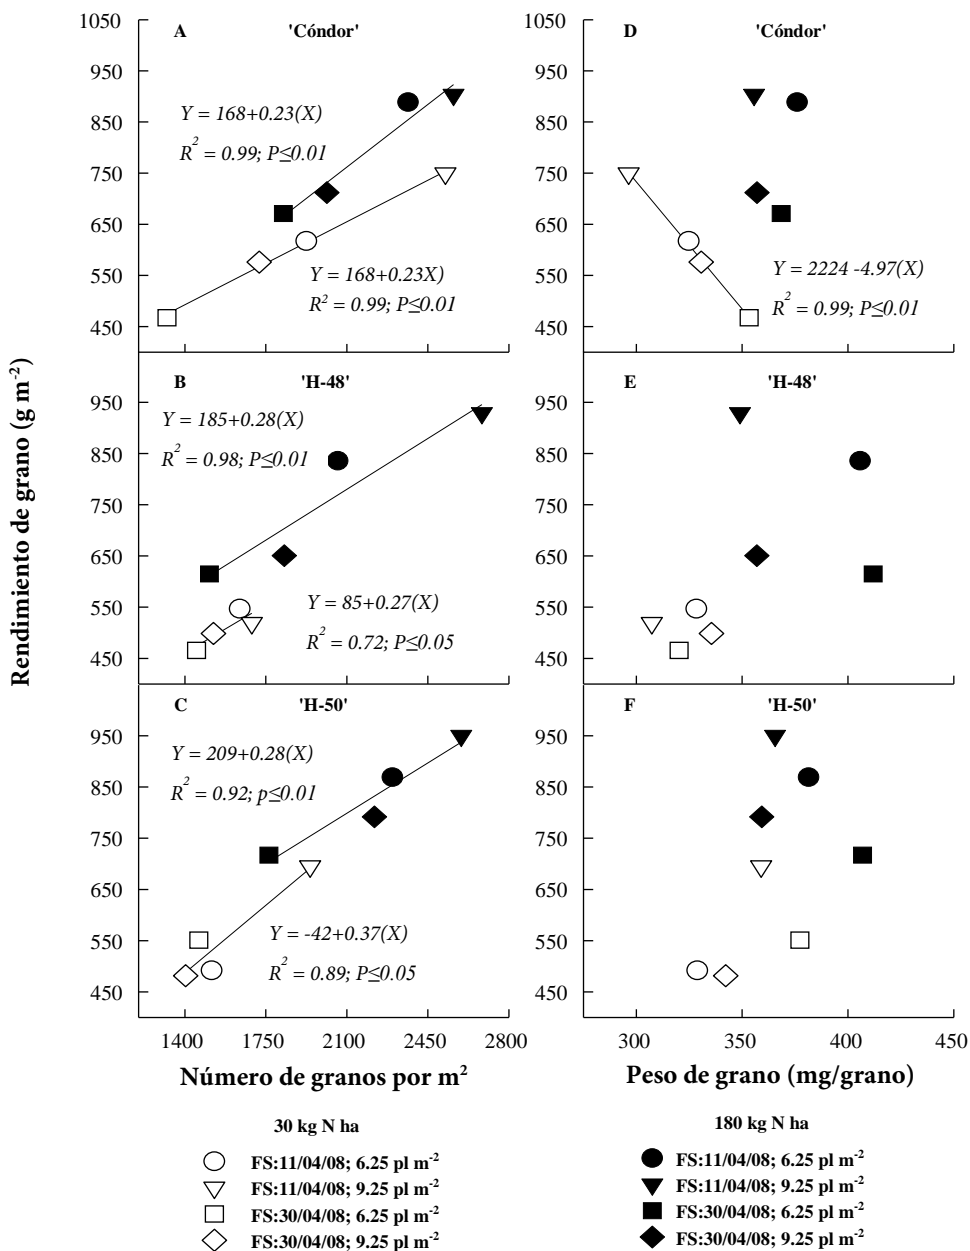 Rendimiento de grano (g m-2)
A 'Cóndor'
1050
950
850
750
650
550
450
Y = 168+0.23(X)
R2 = 0.99; P≤0.01
Y = 168+0.23X)
R2 = 0.99; P≤0.01
D 'Cóndor'
Y = 2224 -4.97(X)
R2 = 0.99; P≤0.01
B 'H-48'
950
850
750
650
550
450
Y = 185+0.28(X)
R2 = 0.98; P≤0.01
Y = 85+0.27(X)
R2 = 0.72; P≤0.05
E 'H-48'
C 'H-50'
950
850
750
650
550
450
Y = 209+0.28(X)
R2 = 0.92; p≤0.01
Y = -42+0.37(X)
R2 = 0.89; P≤0.05
F 'H-50'
1400 1750 2100 2450 2800
Número de granos por m2
300 350 400 450
Peso de grano (mg/grano)
30 kg N ha
FS:11/04/08; 6.25 pl m-2
FS:11/04/08; 9.25 pl m-2
FS:30/04/08; 6.25 pl m-2
FS:30/04/08; 9.25 pl m-2
180 kg N ha
FS:11/04/08; 6.25 pl m-2
FS:11/04/08; 9.25 pl m-2
FS:30/04/08; 6.25 pl m-2
FS:30/04/08; 9.25 pl m-2